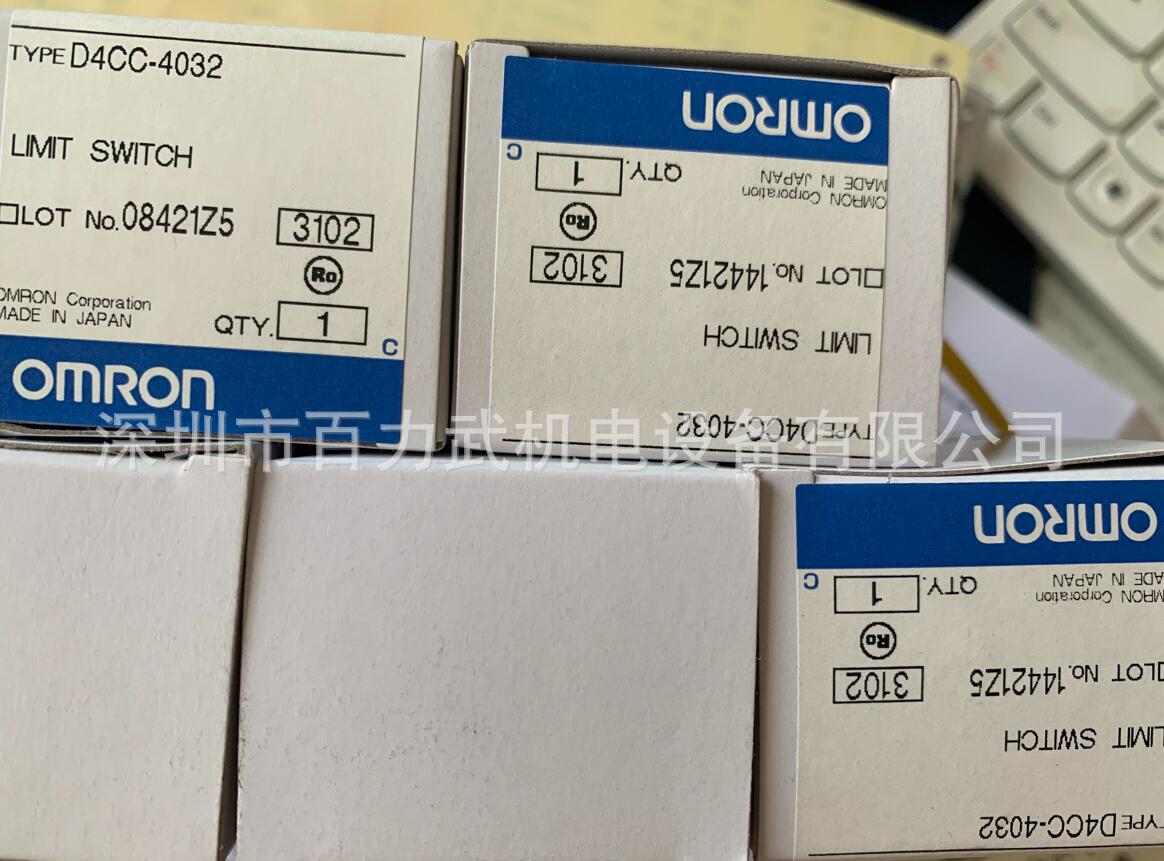 TYPE D4CC-4032
LIMIT SWITCH
LOT No. 08421Z5 3102
Ro
OMRON Corporation
MADE IN JAPAN
QTY. 1
C
OMRON
TYPE D4CC-4032
LIMIT SWITCH
LOT No. 14421Z5 3102
Ro
OMRON Corporation
MADE IN JAPAN
QTY. 1
C
OMRON
深圳市百力武机电设备有限公司
TYPE D4CC-4032
LIMIT SWITCH
LOT No. 14421Z5 3102
Ro
OMRON Corporation
MADE IN JAPAN
QTY. 1
C
OMRON